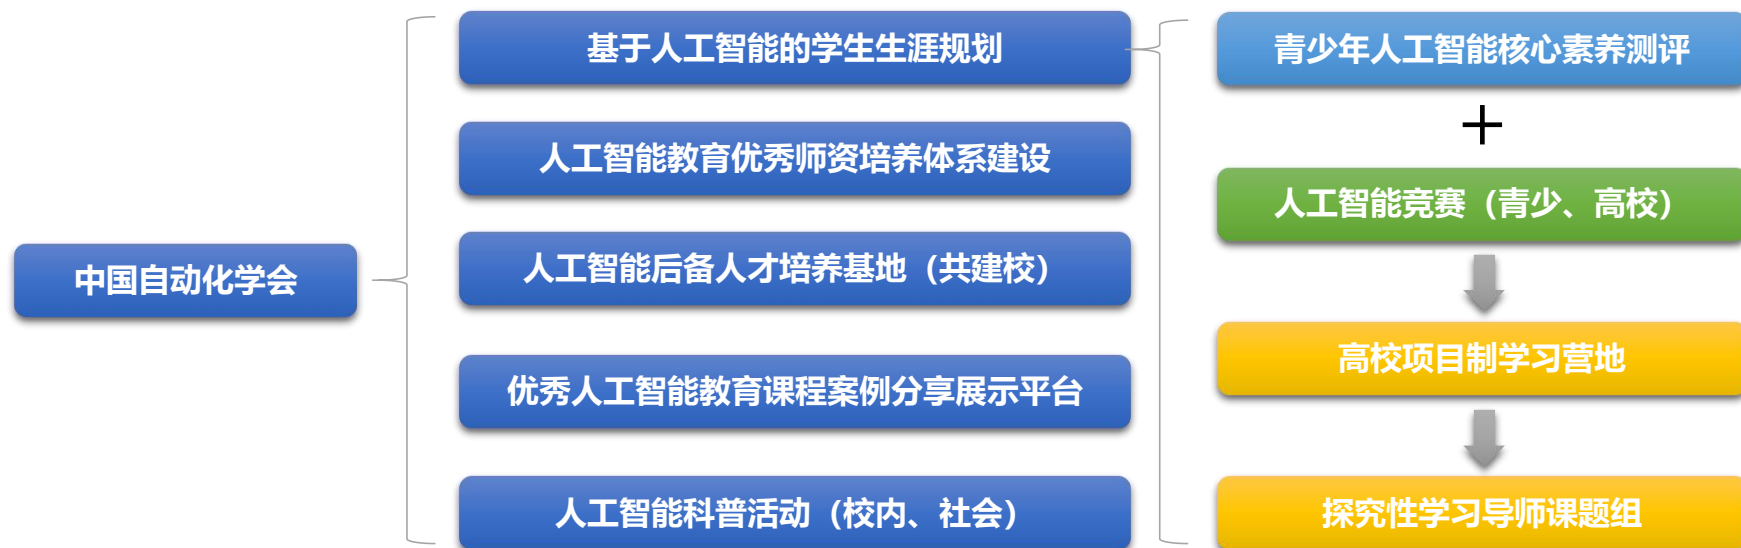 中国自动化学会
基于人工智能的学生生涯规划
人工智能教育优秀师资培养体系建设
人工智能后备人才培养基地（共建校）
优秀人工智能教育课程案例分享展示平台
人工智能科普活动（校内、社会）
青少年人工智能核心素养测评
+
人工智能竞赛（青少、高校）
高校项目制学习营地
探究性学习导师课题组